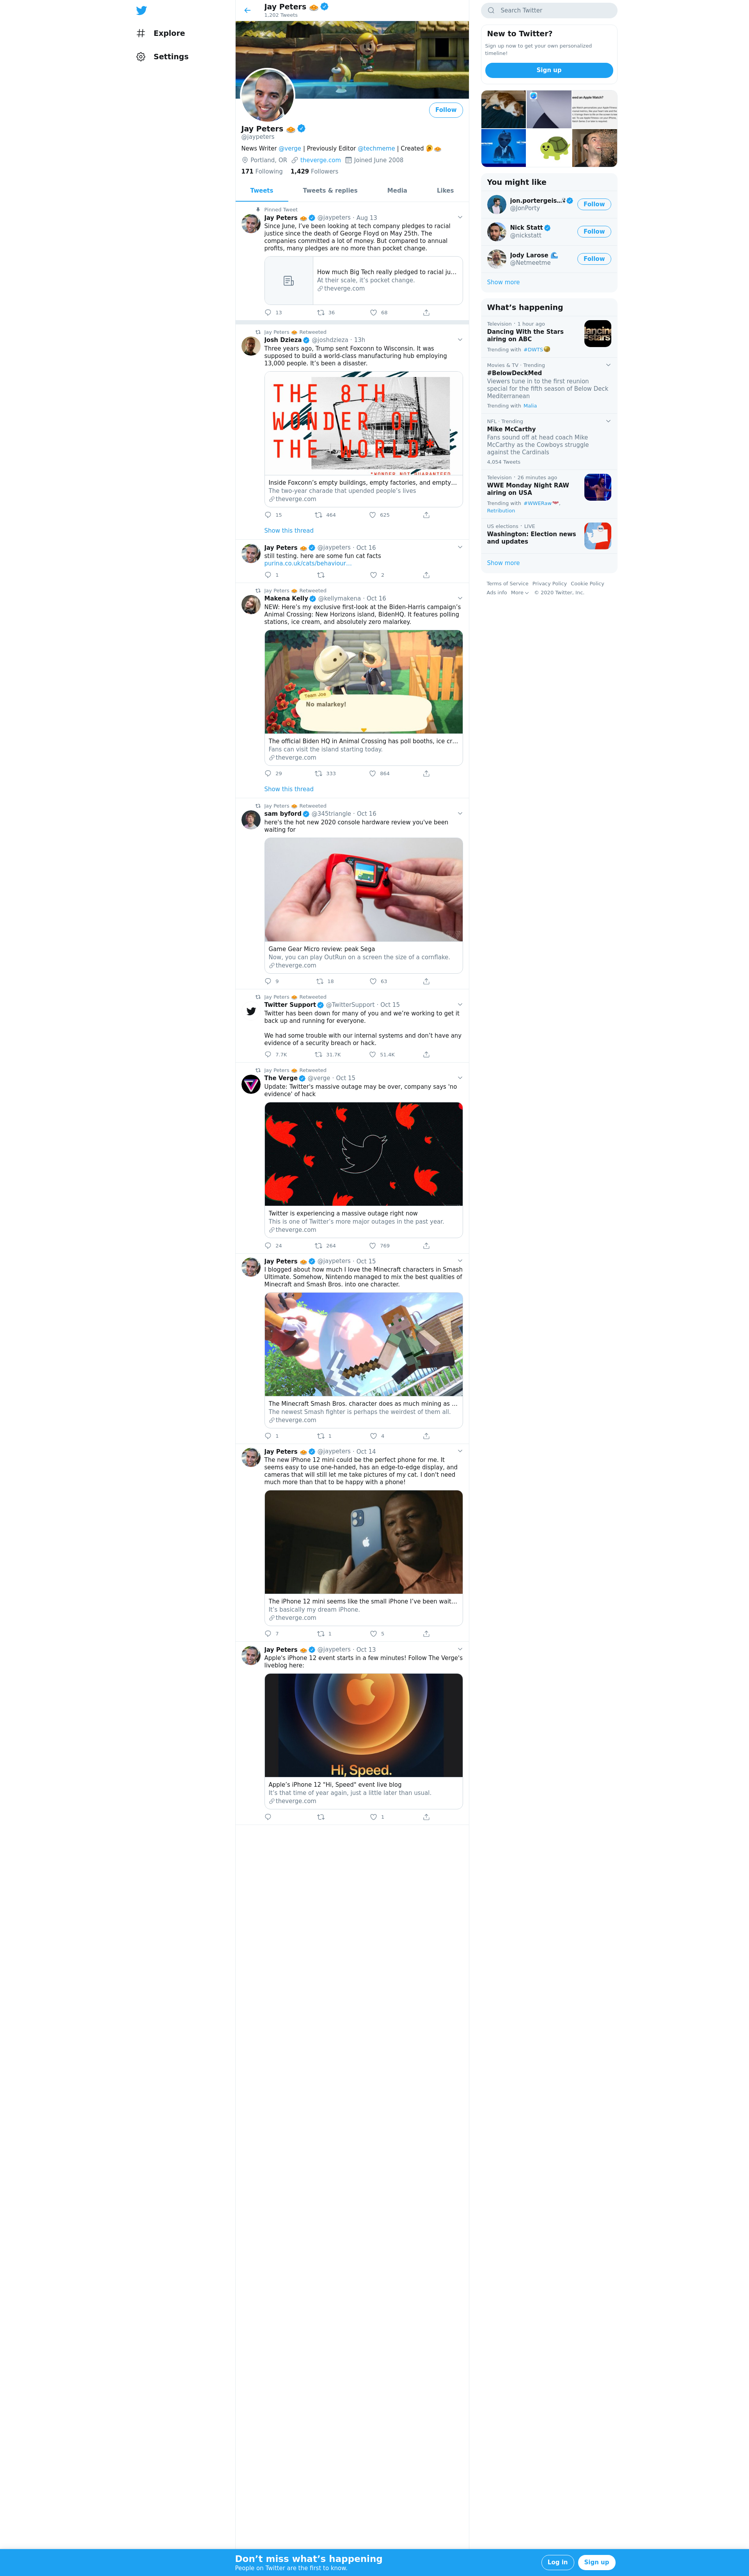 Explore
Settings
Jay Peters
1,202 Tweets
Follow
Jay Peters
@jaypeters
News Writer @verge | Previously Editor @techmeme | Created
Portland, OR theverge.com Joined June 2008
171 Following 1,429 Followers
Tweets Tweets & replies Media Likes
Pinned Tweet
Jay Peters @jaypeters · Aug 13
Since June, I've been looking at tech company pledges to racial
justice since the death of George Floyd on May 25th. The
companies committed a lot of money. But compared to annual
profits, many pledges are no more than pocket change.
How much Big Tech really pledged to racial ju…
At their scale, it's pocket change.
theverge.com
13 36 68
Jay Peters Retweeted
Josh Dzieza @joshdzieza · 13h
Three years ago, Trump sent Foxconn to Wisconsin. It was
supposed to build a world-class manufacturing hub employing
13,000 people. It's been a disaster.
THE 8TH
WONDER OF
THE WORLD*
*WONDER NOT GUARANTEED
Inside Foxconn's empty buildings, empty factories, and empty…
The two-year charade that upended people's lives
theverge.com
15 464 625
Show this thread
Jay Peters @jaypeters · Oct 16
still testing. here are some fun cat facts
purina.co.uk/cats/behaviour…
1 2
Jay Peters Retweeted
Makena Kelly @kellymakena · Oct 16
NEW: Here's my exclusive first-look at the Biden-Harris campaign's
Animal Crossing: New Horizons island, BidenHQ. It features polling
stations, ice cream, and absolutely zero malarkey.
Team Joe
No malarkey!
The official Biden HQ in Animal Crossing has poll booths, ice cr…
Fans can visit the island starting today.
theverge.com
29 333 864
Show this thread
Jay Peters Retweeted
sam byford @345triangle · Oct 16
here's the hot new 2020 console hardware review you've been
waiting for
Game Gear Micro review: peak Sega
Now, you can play OutRun on a screen the size of a cornflake.
theverge.com
9 18 63
Jay Peters Retweeted
Twitter Support @TwitterSupport · Oct 15
Twitter has been down for many of you and we're working to get it
back up and running for everyone.
We had some trouble with our internal systems and don't have any
evidence of a security breach or hack.
7.7K 31.7K 51.4K
Jay Peters Retweeted
The Verge @verge · Oct 15
Update: Twitter's massive outage may be over, company says 'no
evidence' of hack
Twitter is experiencing a massive outage right now
This is one of Twitter's more major outages in the past year.
theverge.com
24 264 769
Jay Peters @jaypeters · Oct 15
I blogged about how much I love the Minecraft characters in Smash
Ultimate. Somehow, Nintendo managed to mix the best qualities of
Minecraft and Smash Bros. into one character.
The Minecraft Smash Bros. character does as much mining as …
The newest Smash fighter is perhaps the weirdest of them all.
theverge.com
1 1 4
Jay Peters @jaypeters · Oct 14
The new iPhone 12 mini could be the perfect phone for me. It
seems easy to use one-handed, has an edge-to-edge display, and
cameras that will still let me take pictures of my cat. I don't need
much more than that to be happy with a phone!
The iPhone 12 mini seems like the small iPhone I've been wait…
It's basically my dream iPhone.
theverge.com
7 1 5
Jay Peters @jaypeters · Oct 13
Apple's iPhone 12 event starts in a few minutes! Follow The Verge's
liveblog here:
Hi, Speed.
Apple's iPhone 12 "Hi, Speed" event live blog
It's that time of year again, just a little later than usual.
theverge.com
1
Search Twitter
New to Twitter?
Sign up now to get your own personalized
timeline!
Sign up
You might like
jon.portergeis…
@JonPorty
Follow
Nick Statt
@nickstatt
Follow
Jody Larose
@Netmeetme
Follow
Show more
What's happening
Television · 1 hour ago
Dancing With the Stars
airing on ABC
Trending with #DWTS
Movies & TV · Trending
#BelowDeckMed
Viewers tune in to the first reunion
special for the fifth season of Below Deck
Mediterranean
Trending with Malia
NFL · Trending
Mike McCarthy
Fans sound off at head coach Mike
McCarthy as the Cowboys struggle
against the Cardinals
4,054 Tweets
Television · 26 minutes ago
WWE Monday Night RAW
airing on USA
Trending with #WWERaw,
Retribution
US elections · LIVE
Washington: Election news
and updates
Show more
Terms of Service Privacy Policy Cookie Policy
Ads info More © 2020 Twitter, Inc.
Don't miss what's happening
People on Twitter are the first to know.
Log in Sign up